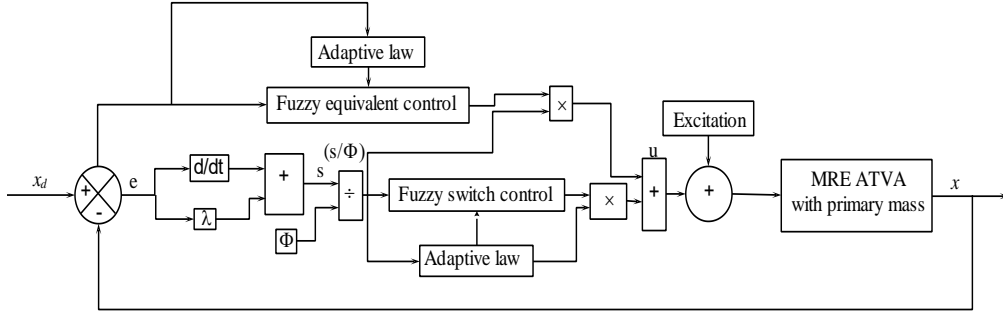 Adaptive law
Fuzzy equivalent control
×
Excitation
(s/Φ)
u
d/dt
+
s
x_d
+
e
-
÷
Fuzzy switch control
×
+
+
MRE ATVA
with primary mass
x
λ
Φ
Adaptive law